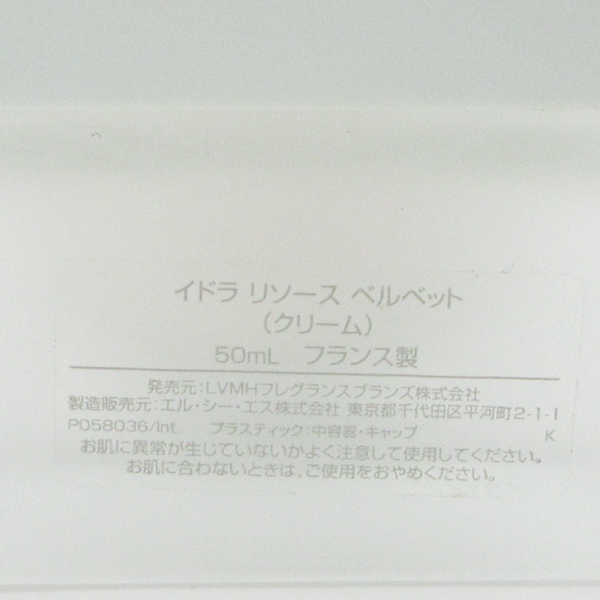 イドラ リソース ベルベット
(クリーム)
50mL フランス製
発売元:LVMHフレグランスブランズ株式会社
製造販売元:エル・シー・エス株式会社 東京都千代田区平河町2-1-1
P058036/Int. プラスティック:中容器・キャップ K
お肌に異常が生じていないかよく注意して使用してください。
お肌に合わないときは、ご使用をおやめください。